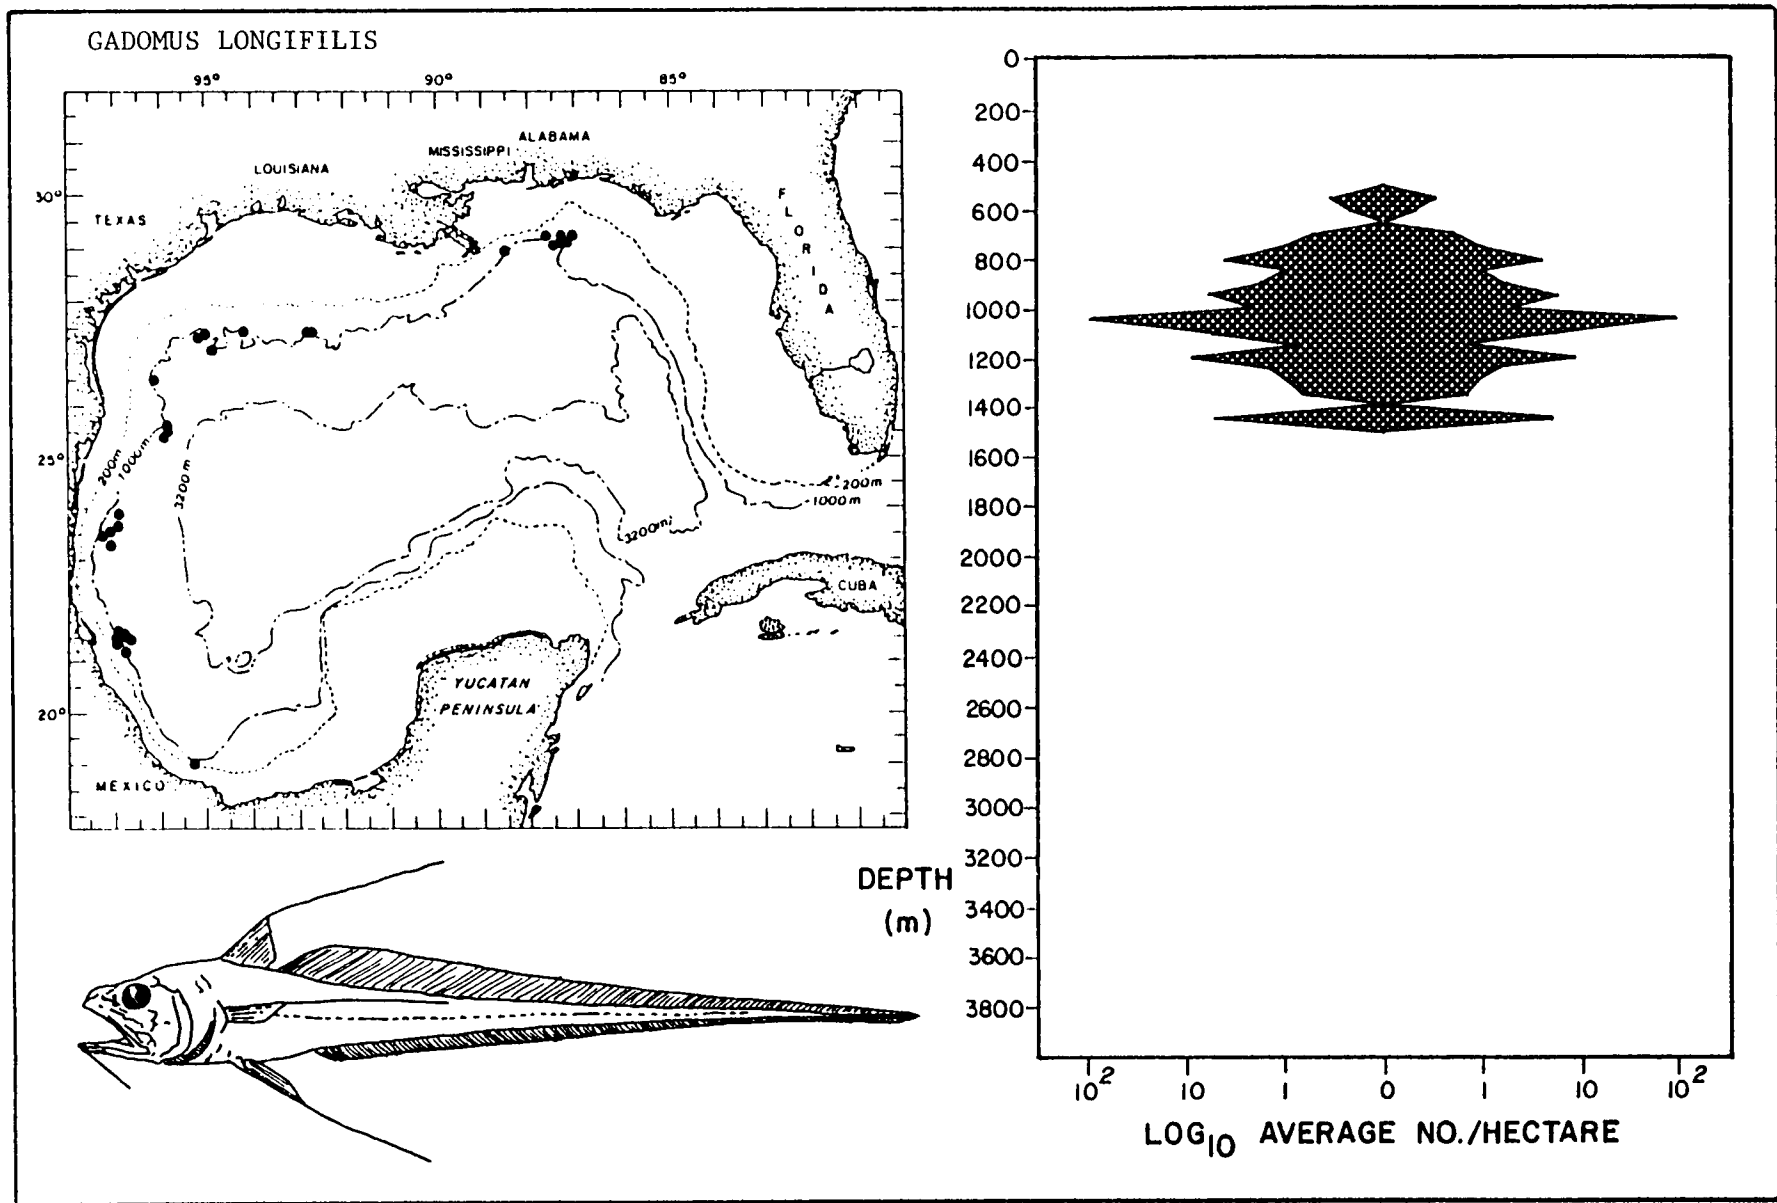 GADOMUS LONGIFILIS
95° 90° 85°
ALABAMA
MISSISSIPPI
LOUISIANA
30°
TEXAS
FLORIDA
25°
200m
1000m
3200m
200m
1000m
3200m
CUBA
YUCATAN
PENINSULA
20°
MEXICO
0
200
400
600
800
1000
1200
1400
1600
1800
2000
2200
2400
2600
2800
3000
3200
3400
3600
3800
DEPTH
(m)
10² 10 1 0 1 10 10²
LOG₁₀ AVERAGE NO./HECTARE